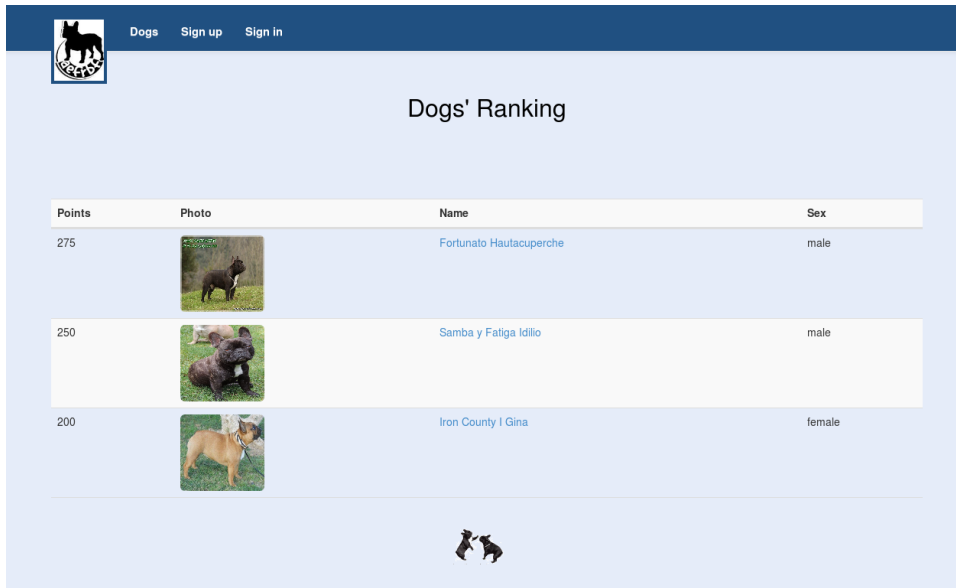 Dogs Sign up Sign in
Dogs' Ranking
Points Photo Name Sex
275 Fortunato Hautacuperche male
250 Samba y Fatiga Idilio male
200 Iron County I Gina female